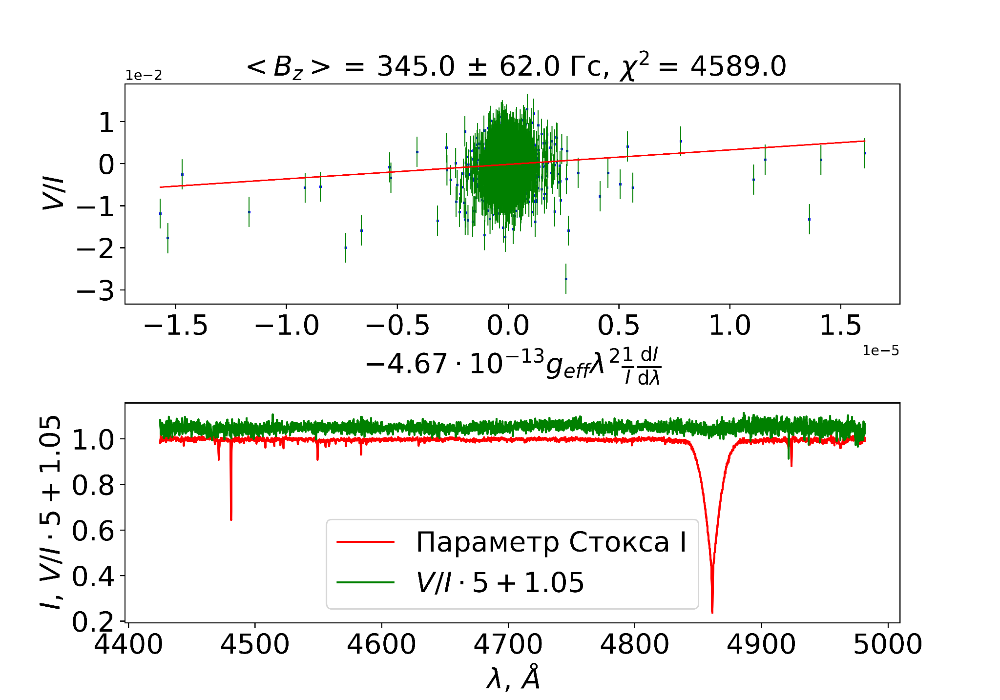 < B_z > = 345.0 ± 62.0 Гс, χ² = 4589.0
1e−2
V/I
1
0
−1
−2
−3
−1.5 −1.0 −0.5 0.0 0.5 1.0 1.5
1e−5
−4.67 · 10⁻¹³ g_eff λ² 1/I dI/dλ
I, V/I · 5 + 1.05
1.0
0.8
0.6
0.4
0.2
Параметр Стокса I
V/I · 5 + 1.05
4400 4500 4600 4700 4800 4900 5000
λ, Å